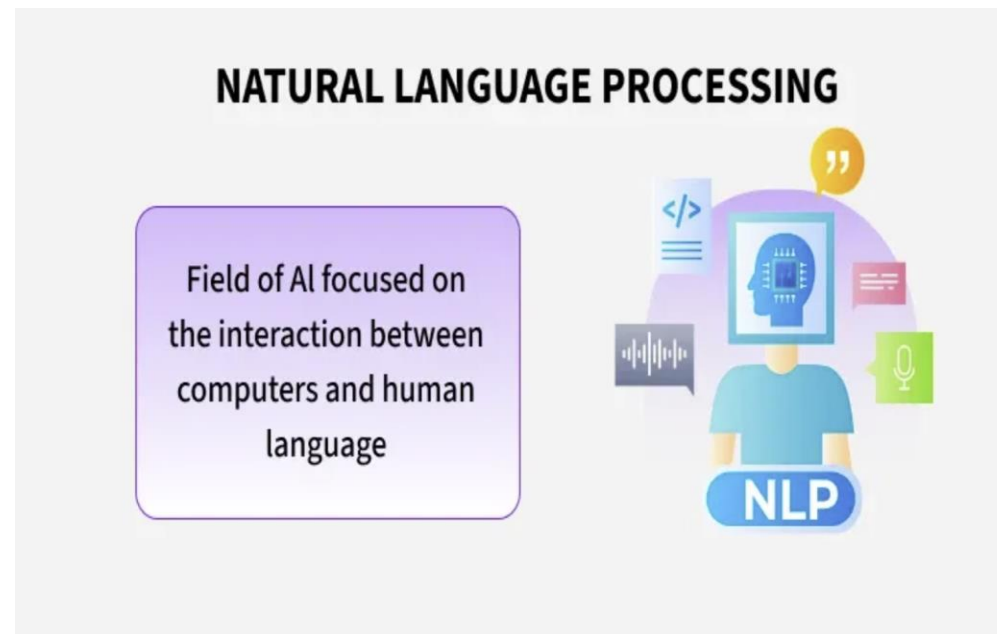 NATURAL LANGUAGE PROCESSING
Field of AI focused on
the interaction between
computers and human
language
</>
”
NLP